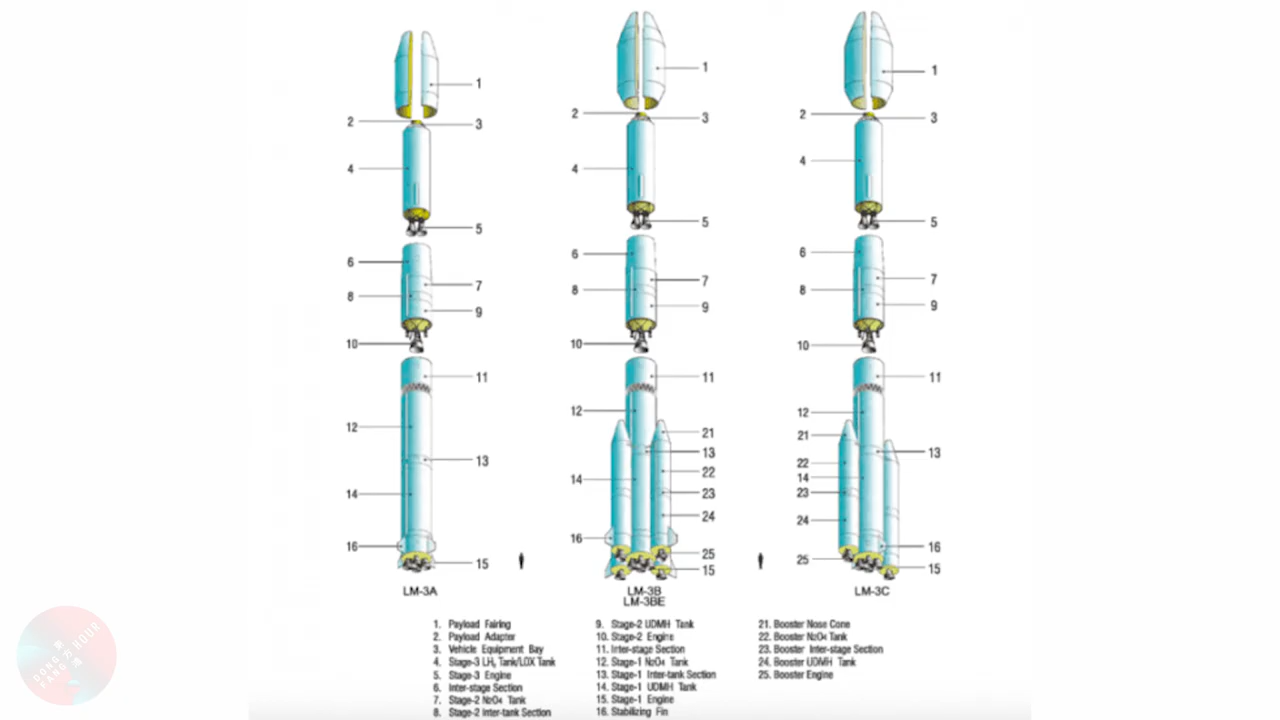 1
2
3
4
5
6
7
8
9
10
11
12
13
14
16
15
LM-3A
1
2
3
4
5
6
7
8
9
10
11
12
21
13
22
14
23
24
16
25
15
LM-3B
LM-3BE
1
2
3
4
5
6
7
8
9
10
11
12
21
13
22
14
23
24
16
25
15
LM-3C
1. Payload Fairing
2. Payload Adapter
3. Vehicle Equipment Bay
4. Stage-3 LH₂ Tank/LOX Tank
5. Stage-3 Engine
6. Inter-stage Section
7. Stage-2 N₂O₄ Tank
8. Stage-2 Inter-tank Section
9. Stage-2 UDMH Tank
10. Stage-2 Engine
11. Inter-stage Section
12. Stage-1 N₂O₄ Tank
13. Stage-1 Inter-tank Section
14. Stage-1 UDMH Tank
15. Stage-1 Engine
16. Stabilizing Fin
21. Booster Nose Cone
22. Booster N₂O₄ Tank
23. Booster Inter-stage Section
24. Booster UDMH Tank
25. Booster Engine
DONG FANG
HOUR